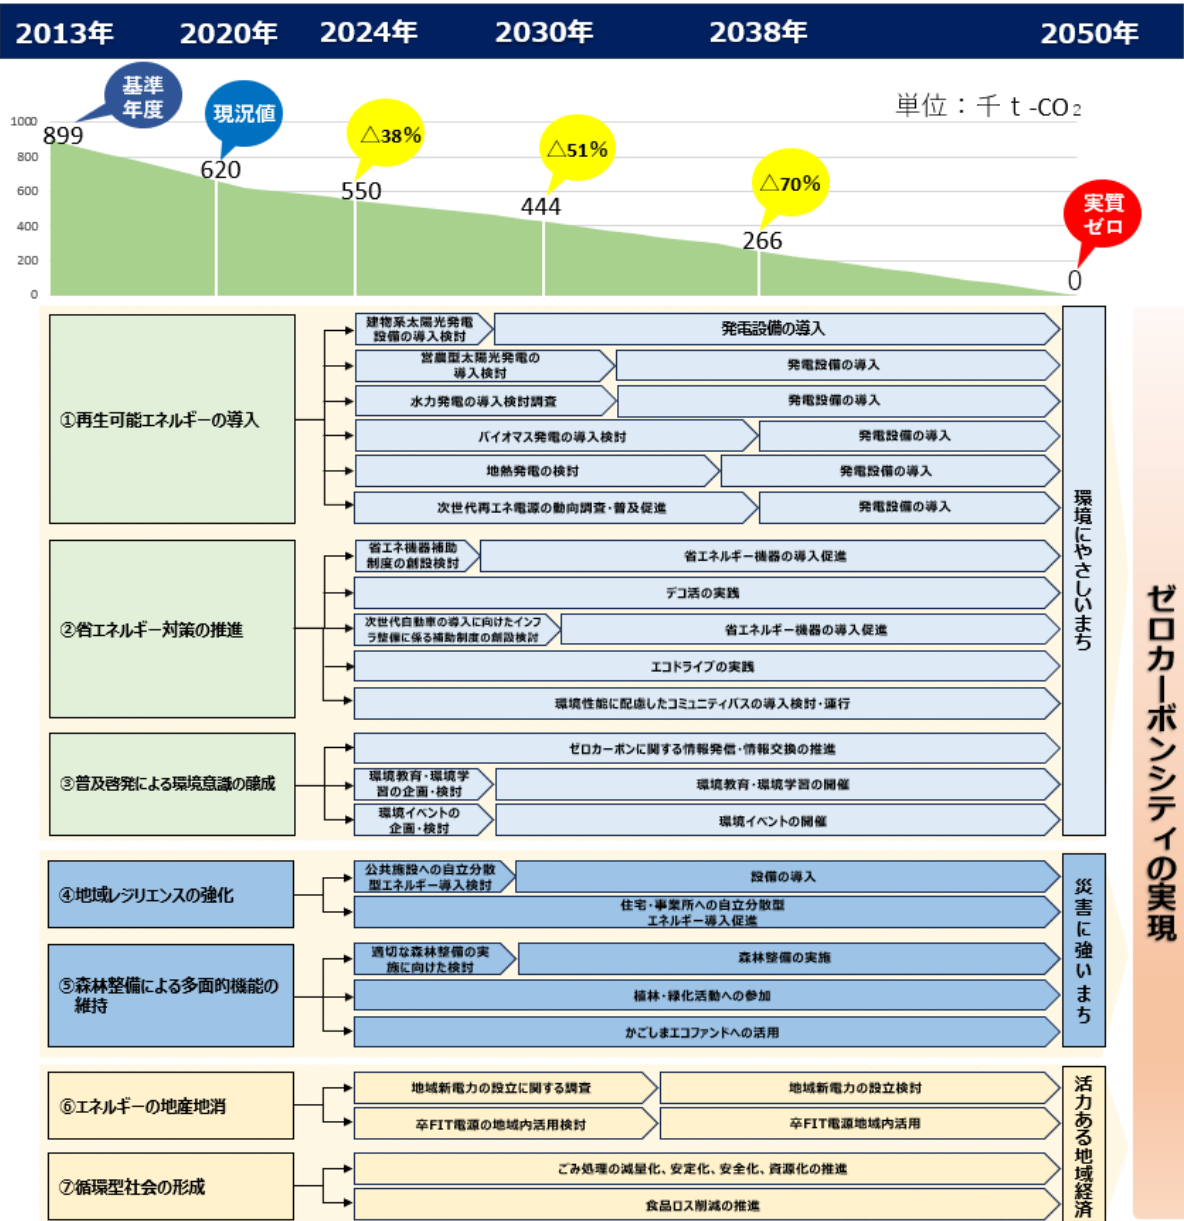 2013年 2020年 2024年 2030年 2038年 2050年
基準
年度
現況値
単位：千ｔ-CO2
△38%
△51%
△70%
実質
ゼロ
1000
800
600
400
200
0
899
620
550
444
266
0
①再生可能エネルギーの導入
建物系太陽光発電
設備の導入検討
発電設備の導入
営農型太陽光発電の
導入検討
発電設備の導入
水力発電の導入検討調査
発電設備の導入
バイオマス発電の導入検討
発電設備の導入
地熱発電の検討
発電設備の導入
次世代再エネ電源の動向調査・普及促進
発電設備の導入
②省エネルギー対策の推進
省エネ機器補助
制度の創設検討
省エネルギー機器の導入促進
デコ活の実践
次世代自動車の導入に向けたインフ
ラ整備に係る補助制度の創設検討
省エネルギー機器の導入促進
エコドライブの実践
環境性能に配慮したコミュニティバスの導入検討・運行
③普及啓発による環境意識の醸成
ゼロカーボンに関する情報発信・情報交換の推進
環境教育・環境学
習の企画・検討
環境教育・環境学習の開催
環境イベントの
企画・検討
環境イベントの開催
環境にやさしいまち
④地域レジリエンスの強化
公共施設への自立分散
型エネルギー導入検討
設備の導入
住宅・事業所への自立分散型
エネルギー導入促進
⑤森林整備による多面的機能の
維持
適切な森林整備の実
施に向けた検討
森林整備の実施
植林・緑化活動への参加
かごしまエコファンドへの活用
災害に強いまち
⑥エネルギーの地産地消
地域新電力の設立に関する調査
地域新電力の設立検討
卒FIT電源の地域内活用検討
卒FIT電源地域内活用
⑦循環型社会の形成
ごみ処理の減量化、安定化、安全化、資源化の推進
食品ロス削減の推進
活力ある地域経済
ゼロカーボンシティの実現